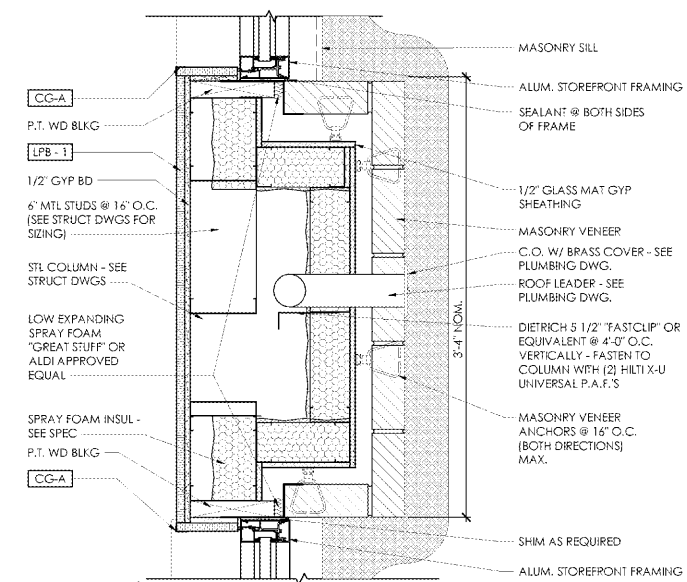 CG-A
P.T. WD BLKG
LPB - 1
1/2" GYP BD
6" MTL STUDS @ 16" O.C.
(SEE STRUCT DWGS FOR
SIZING)
STL COLUMN - SEE
STRUCT DWGS
LOW EXPANDING
SPRAY FOAM
"GREAT STUFF" OR
ALDI APPROVED
EQUAL
SPRAY FOAM INSUL -
SEE SPEC
P.T. WD BLKG
CG-A
3'-4" NOM.
MASONRY SILL
ALUM. STOREFRONT FRAMING
SEALANT @ BOTH SIDES
OF FRAME
1/2" GLASS MAT GYP
SHEATHING
MASONRY VENEER
C.O. W/ BRASS COVER - SEE
PLUMBING DWG.
ROOF LEADER - SEE
PLUMBING DWG.
DIETRICH 5 1/2" "FASTCLIP" OR
EQUIVALENT @ 4'-0" O.C.
VERTICALLY - FASTEN TO
COLUMN WITH (2) HILTI X-U
UNIVERSAL P.A.F.'S
MASONRY VENEER
ANCHORS @ 16" O.C.
(BOTH DIRECTIONS)
MAX.
SHIM AS REQUIRED
ALUM. STOREFRONT FRAMING